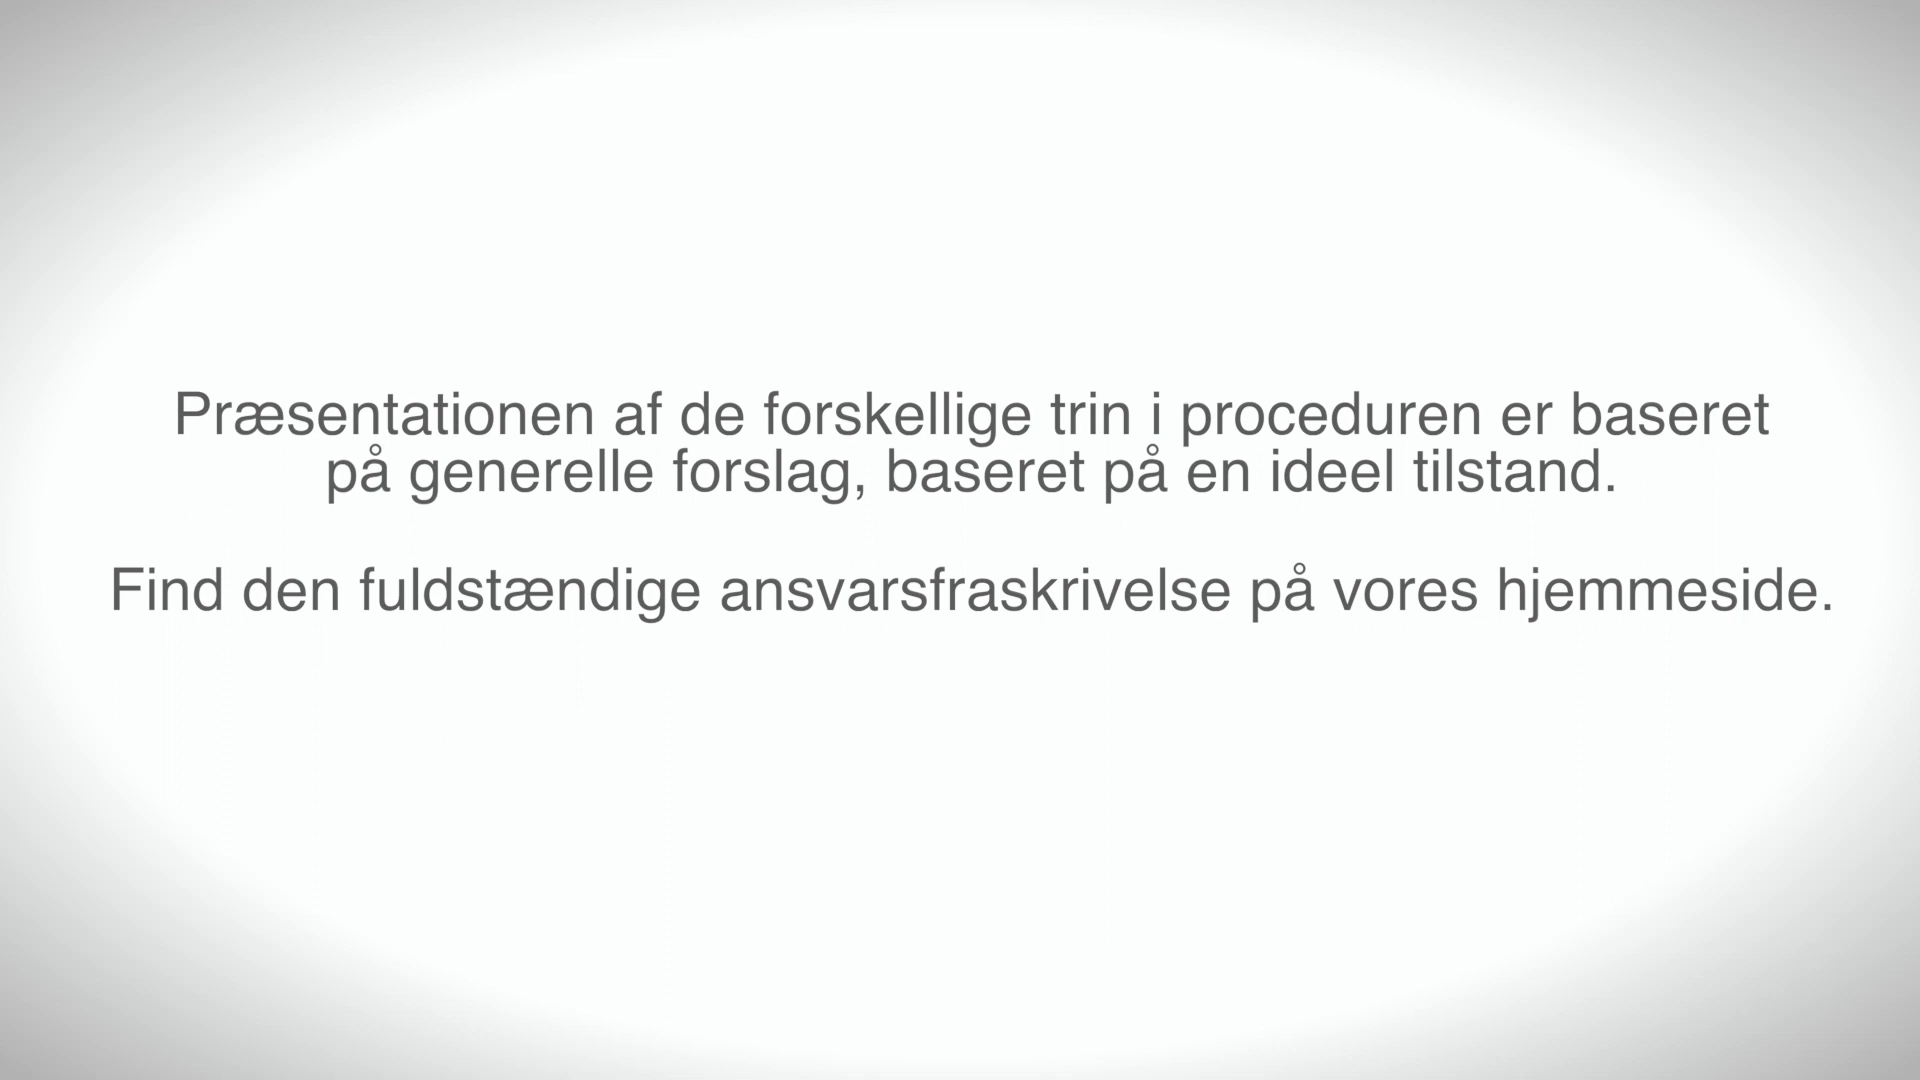 Præsentationen af de forskellige trin i proceduren er baseret
på generelle forslag, baseret på en ideel tilstand.
Find den fuldstændige ansvarsfraskrivelse på vores hjemmeside.